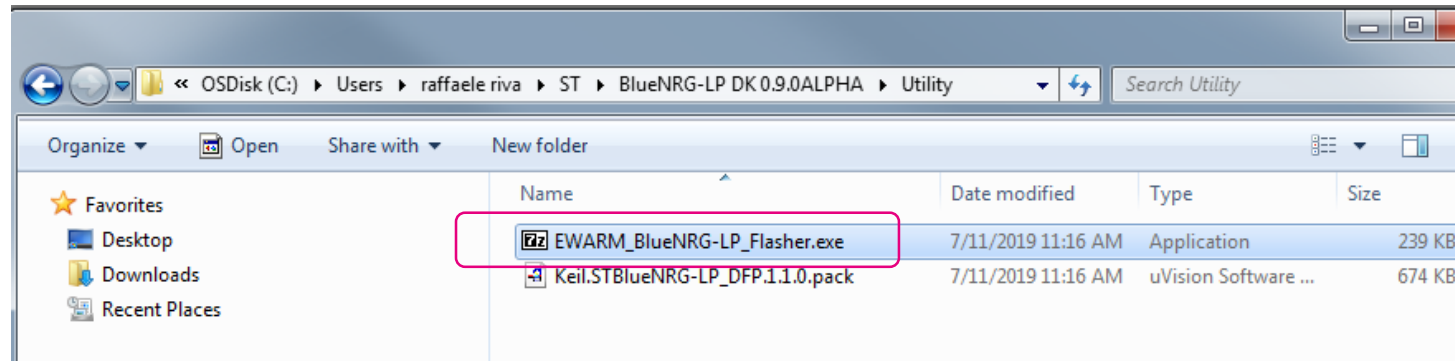 « OSDisk (C:) Users raffaele riva ST BlueNRG-LP DK 0.9.0ALPHA Utility Search Utility
Organize Open Share with New folder
Favorites Name Date modified Type Size
Desktop EWARM_BlueNRG-LP_Flasher.exe 7/11/2019 11:16 AM Application 239 KB
Downloads Keil.STBlueNRG-LP_DFP.1.1.0.pack 7/11/2019 11:16 AM uVision Software ... 674 KB
Recent Places